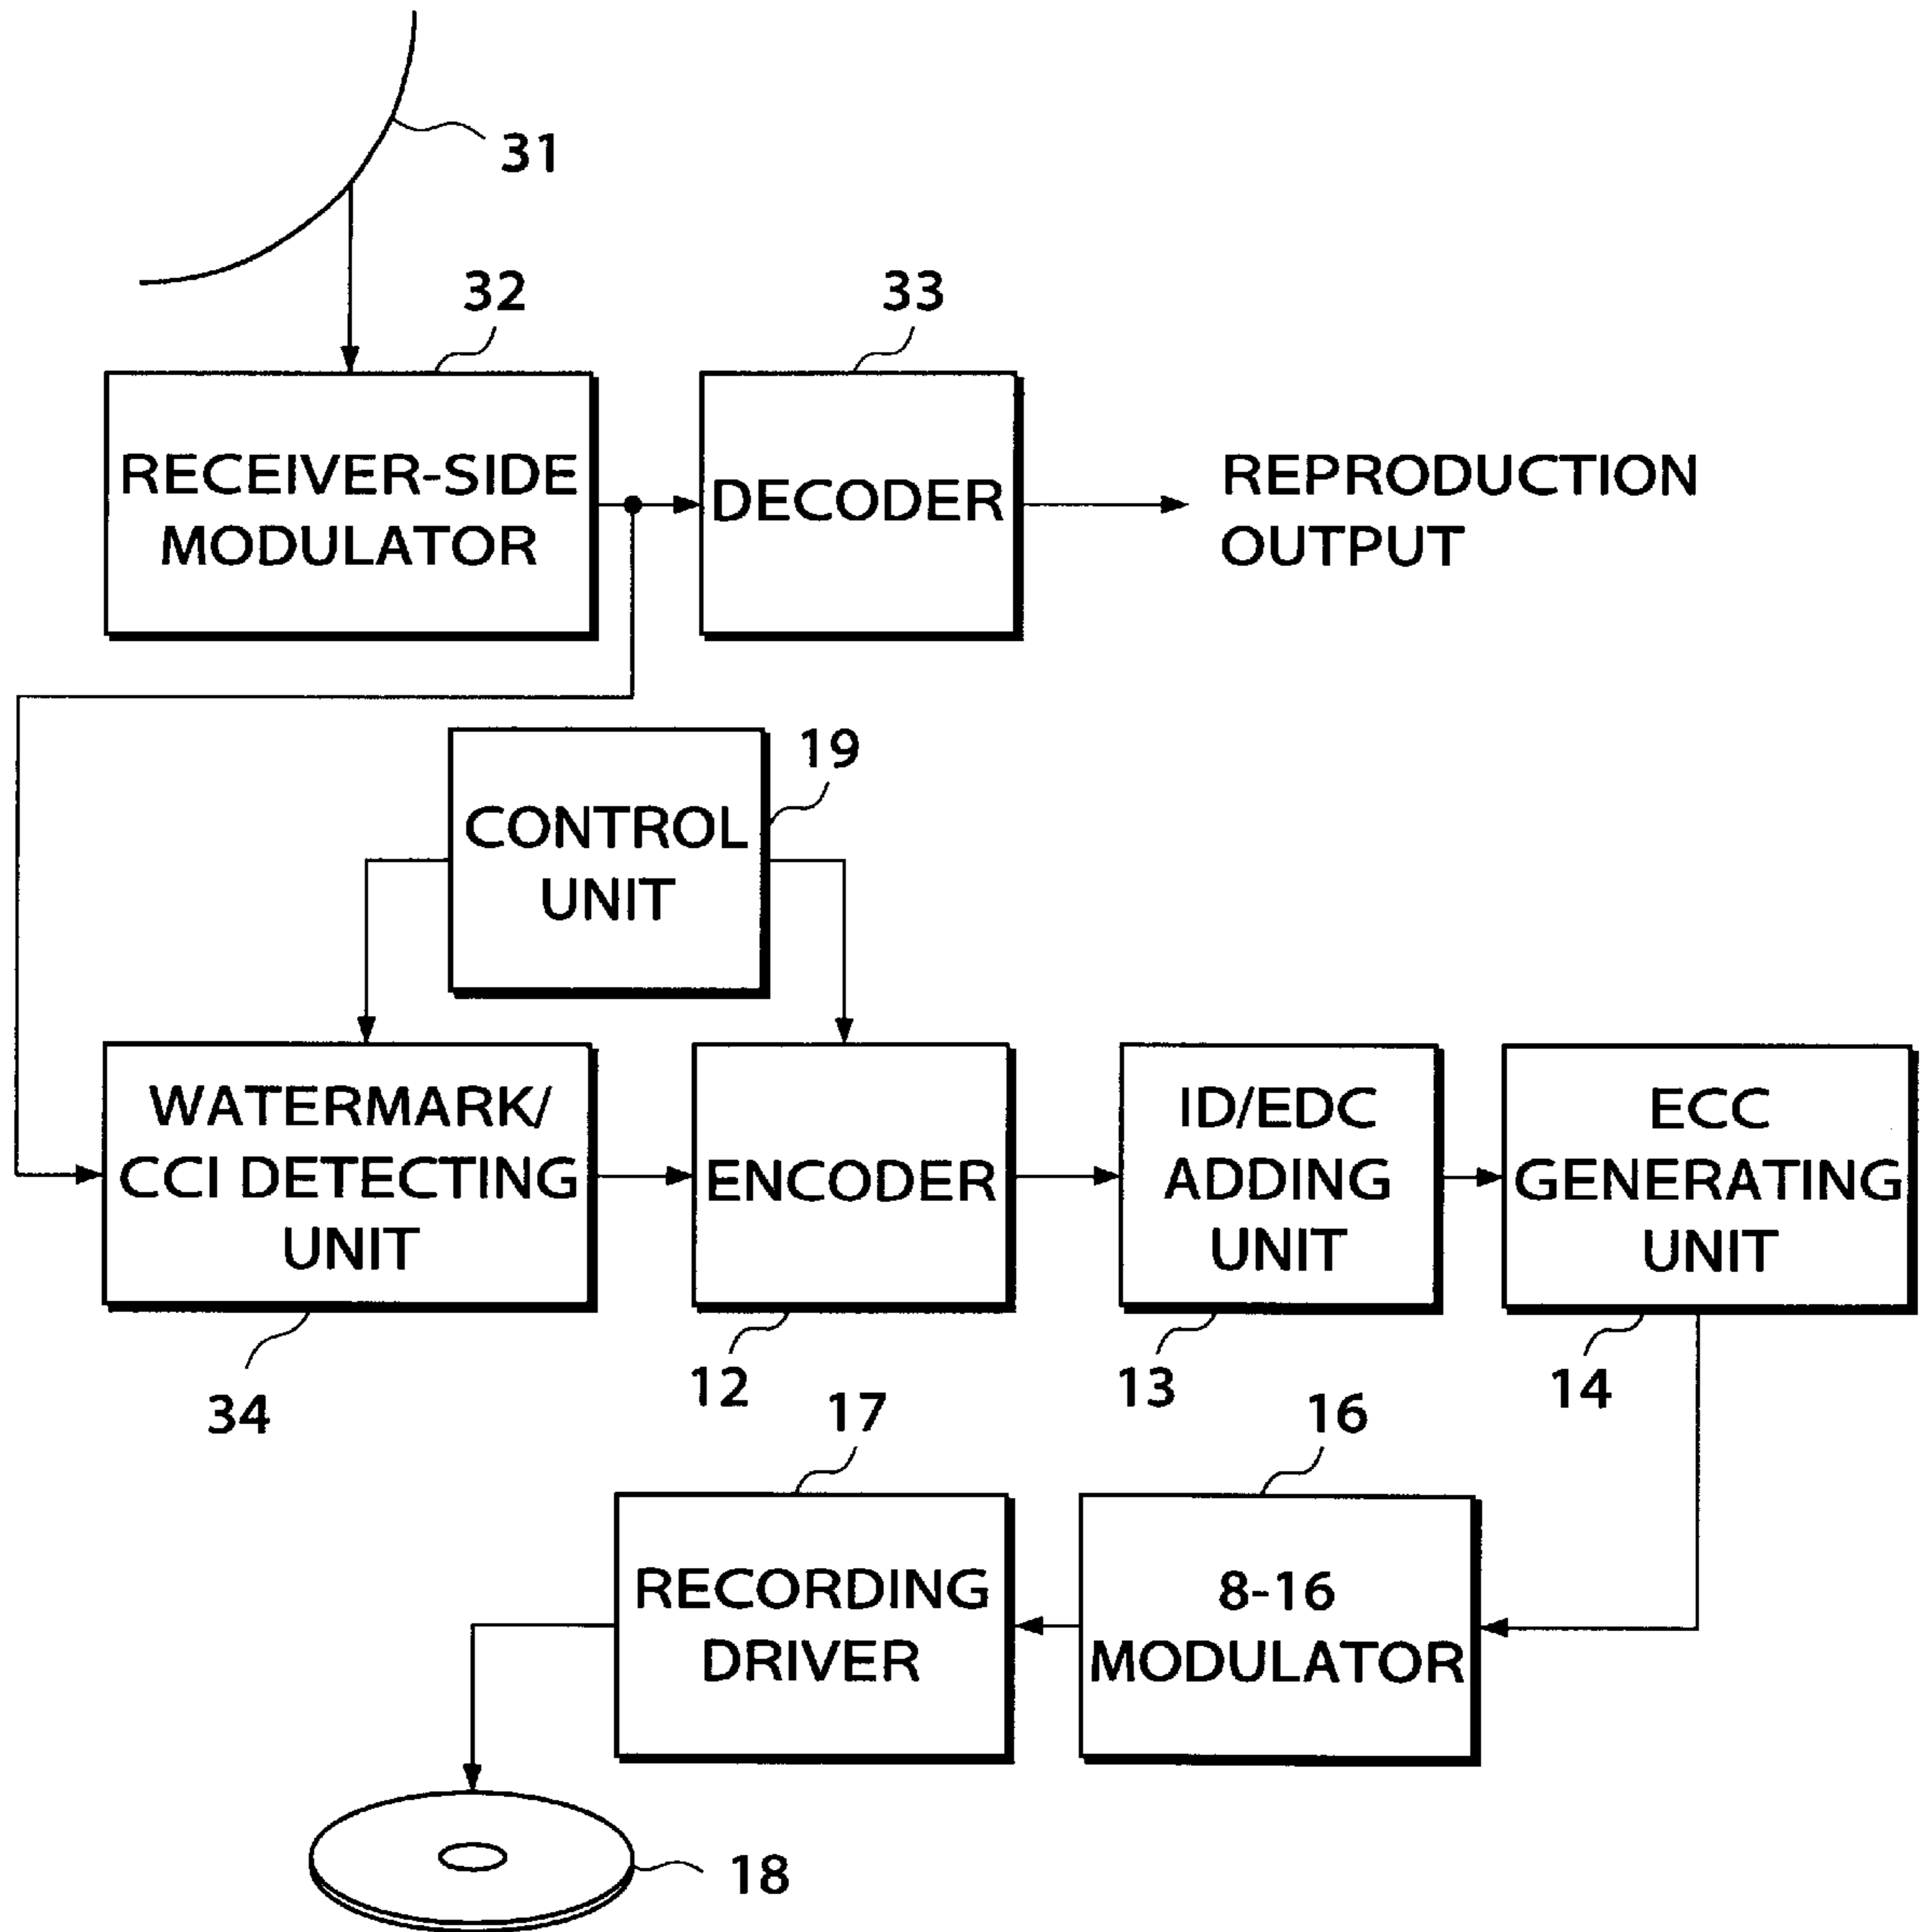 31
32
33
RECEIVER-SIDE
MODULATOR
DECODER
REPRODUCTION
OUTPUT
19
CONTROL
UNIT
WATERMARK/
CCI DETECTING
UNIT
ENCODER
ID/EDC
ADDING
UNIT
ECC
GENERATING
UNIT
34
12
13
14
17
16
RECORDING
DRIVER
8-16
MODULATOR
18